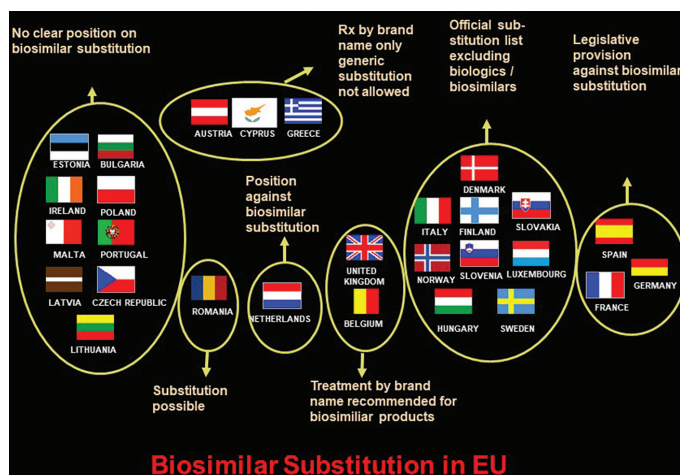 No clear position on
biosimilar substitution
Rx by brand
name only
generic
substitution
not allowed
Official sub-
stitution list
excluding
biologics /
biosimilars
Legislative
provision
against biosimilar
substitution
AUSTRIA CYPRUS GREECE
ESTONIA BULGARIA
IRELAND POLAND
MALTA PORTUGAL
LATVIA CZECH REPUBLIC
LITHUANIA
ROMANIA
Substitution
possible
Position
against
biosimilar
substitution
NETHERLANDS
UNITED
KINGDOM
BELGIUM
Treatment by brand
name recommended for
biosimiliar products
DENMARK
ITALY FINLAND SLOVAKIA
NORWAY SLOVENIA LUXEMBOURG
HUNGARY SWEDEN
SPAIN
GERMANY
FRANCE
Biosimilar Substitution in EU